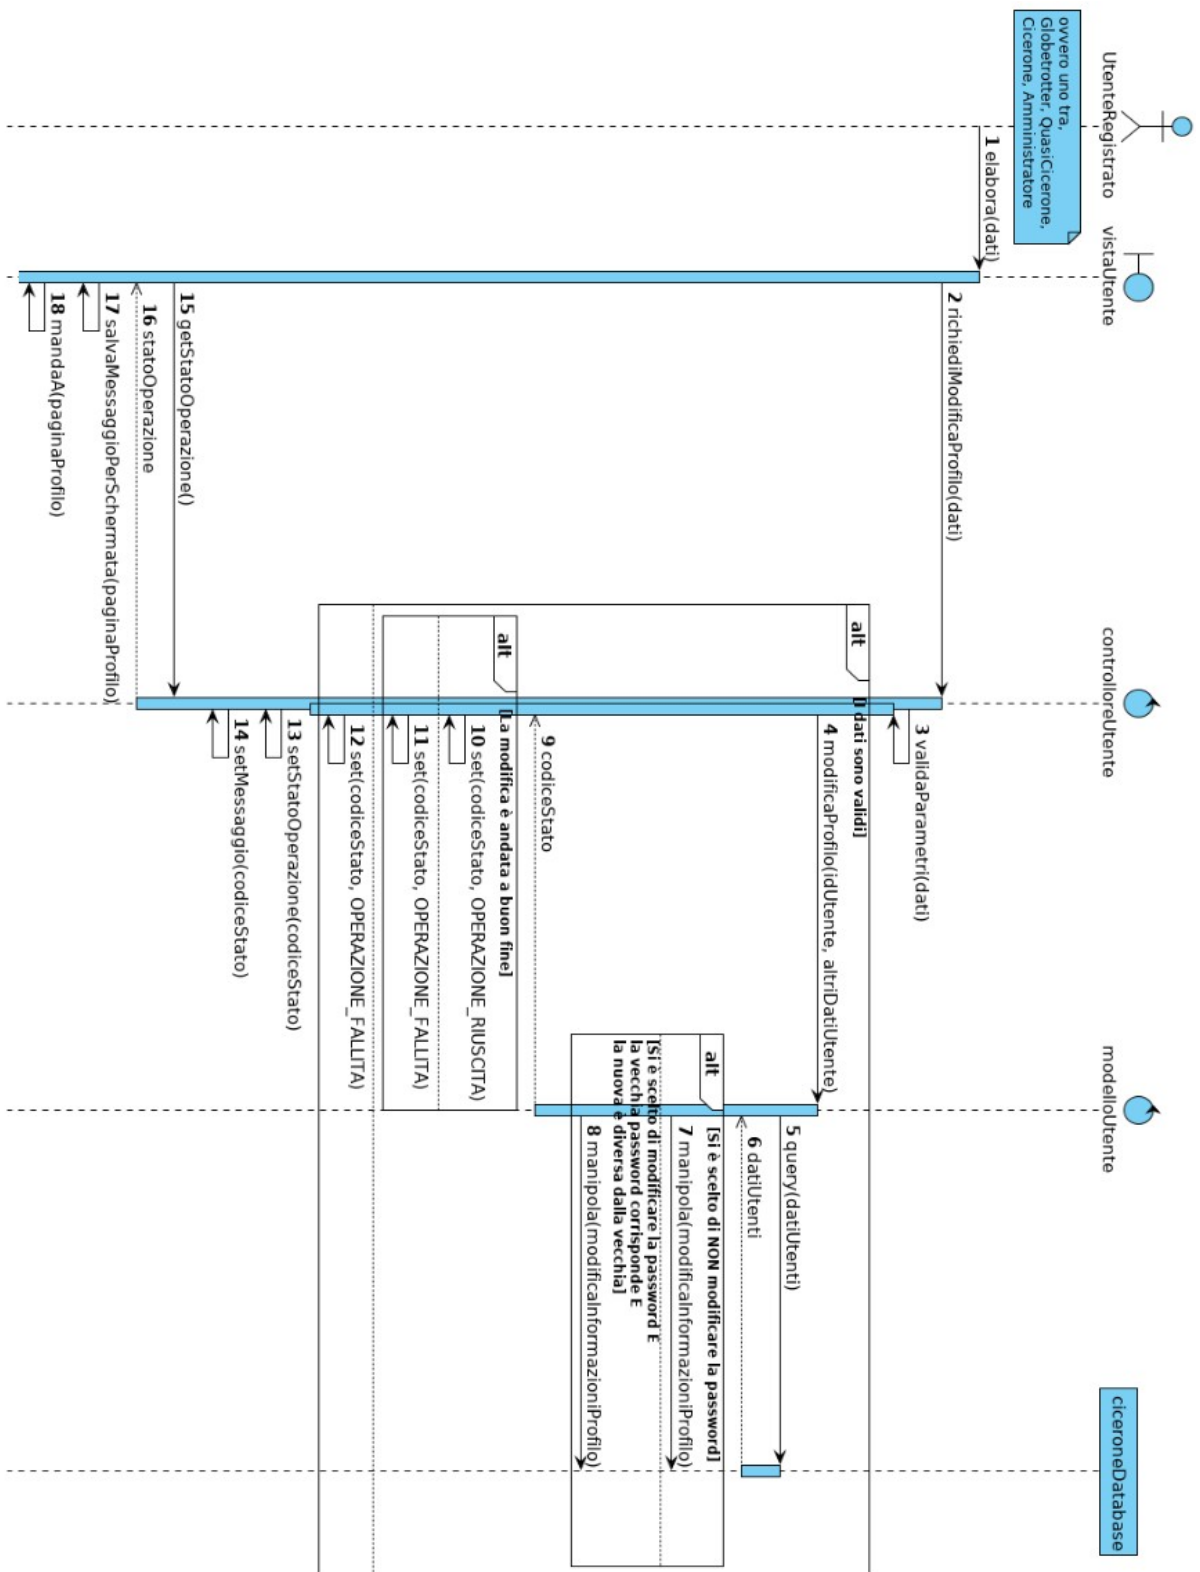 UtenteRegistrato
vistaUtente
controlloreUtente
modelloUtente
ciceroneDatabase
ovvero uno tra,
Globetrotter, QuasiCicerone,
Cicerone, Amministratore
1 elabora(dati)
2 richiediModificaProfilo(dati)
3 validaParametri(dati)
alt
[I dati sono validi]
4 modificaProfilo(idUtente, altriDatiUtente)
5 query(datiUtenti)
6 datiUtenti
alt
[Si è scelto di NON modificare la password]
7 manipola(modificaInformazioniProfilo)
[Si è scelto di modificare la password E
la vecchia password corrisponde E
la nuova è diversa dalla vecchia]
8 manipola(modificaInformazioniProfilo)
9 codiceStato
alt
[La modifica è andata a buon fine]
10 set(codiceStato, OPERAZIONE_RIUSCITA)
11 set(codiceStato, OPERAZIONE_FALLITA)
12 set(codiceStato, OPERAZIONE_FALLITA)
13 setStatoOperazione(codiceStato)
14 setMessaggio(codiceStato)
15 getStatoOperazione()
16 statoOperazione
17 salvaMessaggioPerSchermata(paginaProfilo)
18 mandaA(paginaProfilo)